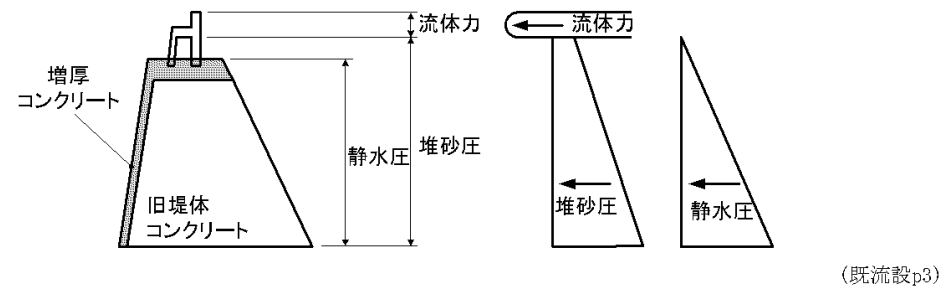 流体力
流体力
増厚
コンクリート
静水圧
堆砂圧
旧堤体
コンクリート
堆砂圧
静水圧
(既流設p3)